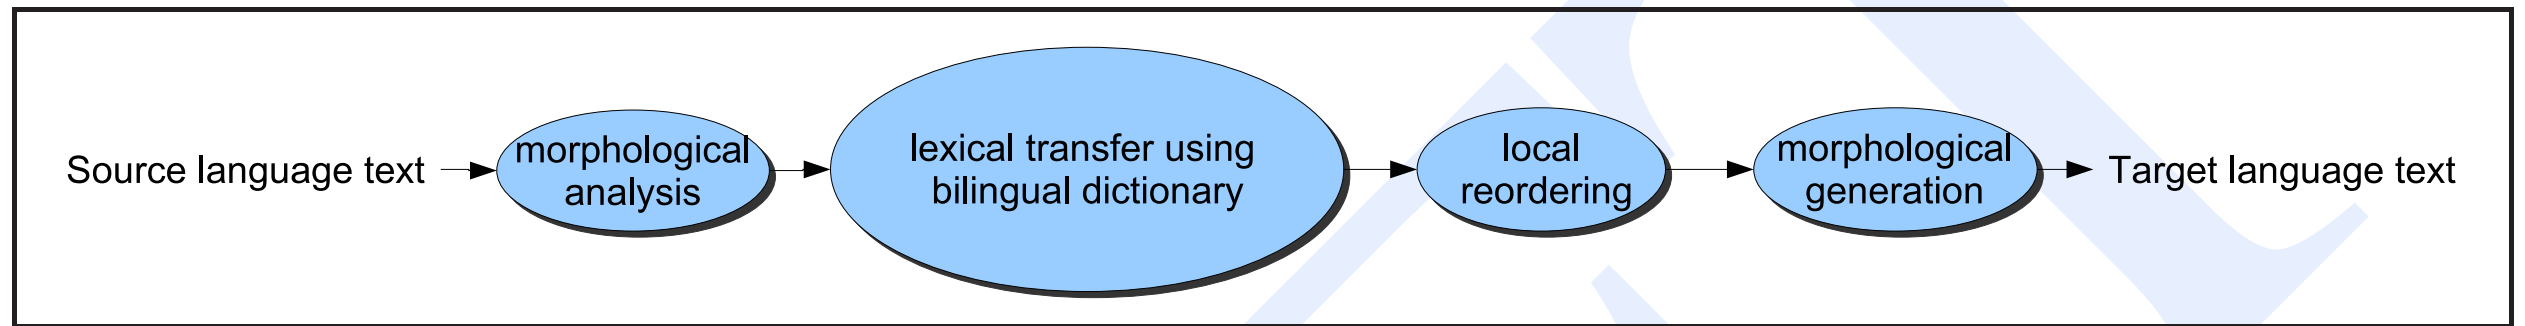 Source language text
morphological
analysis
lexical transfer using
bilingual dictionary
local
reordering
morphological
generation
Target language text